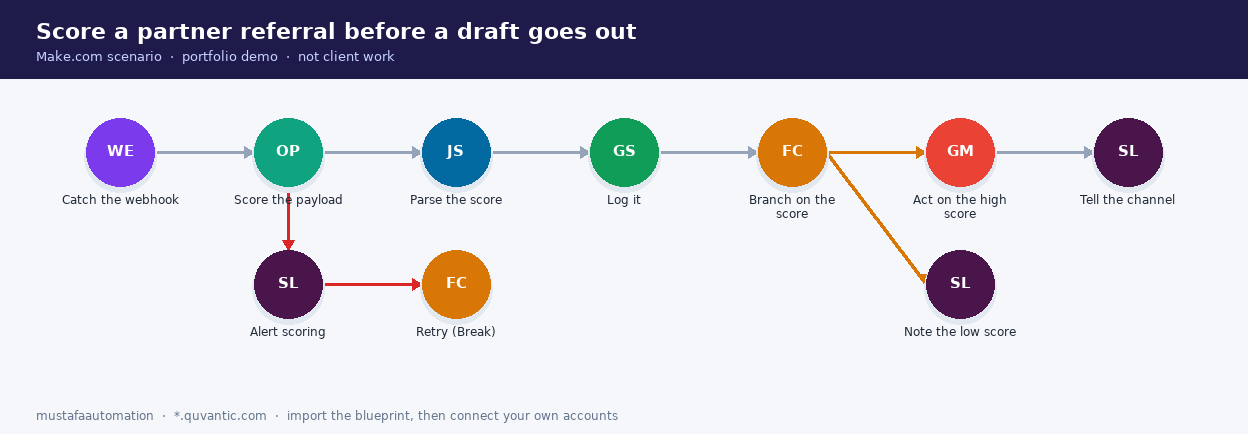 Score a partner referral before a draft goes out
Make.com scenario · portfolio demo · not client work
WE
OP
JS
GS
FC
GM
SL
Catch the webhook
Score the payload
Parse the score
Log it
Branch on the
score
Act on the high
score
Tell the channel
SL
FC
SL
Alert scoring
Retry (Break)
Note the low score
mustafaautomation · *.quvantic.com · import the blueprint, then connect your own accounts